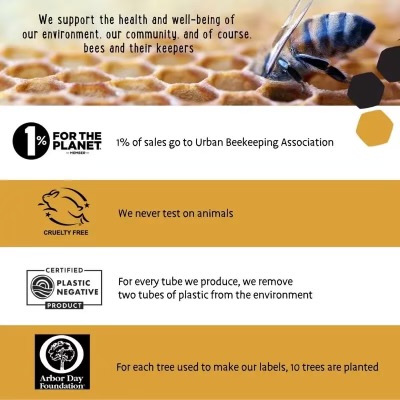 We support the health and well-being of
our environment, our community, and of course,
bees and their keepers
1%
FOR THE
PLANET
MEMBER
1% of sales go to Urban Beekeeping Association
CRUELTY FREE
We never test on animals
CERTIFIED
PLASTIC
NEGATIVE
PRODUCT
For every tube we produce, we remove
two tubes of plastic from the environment
Arbor Day
Foundation
For each tree used to make our labels, 10 trees are planted